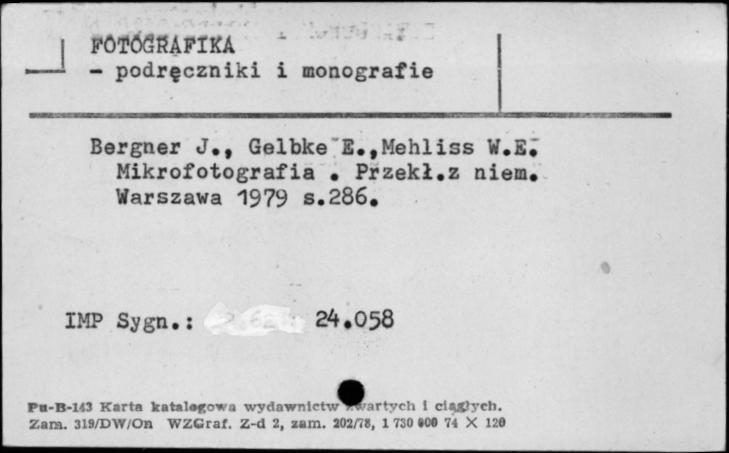 FOTOGRAFIKA
- podręczniki i monografie
Bergner J., Gelbke E.,Mehliss W.E.
Mikrofotografia . Przekł.z niem.
Warszawa 1979 s.286.
IMP Sygn.: 24.058
Pu-B-143 Karta katalogowa wydawnictw zwartych i ciągłych.
Zam. 319/DW/On WZGraf. Z-d 2, zam. 202/78, 1 730 000 74 X 120